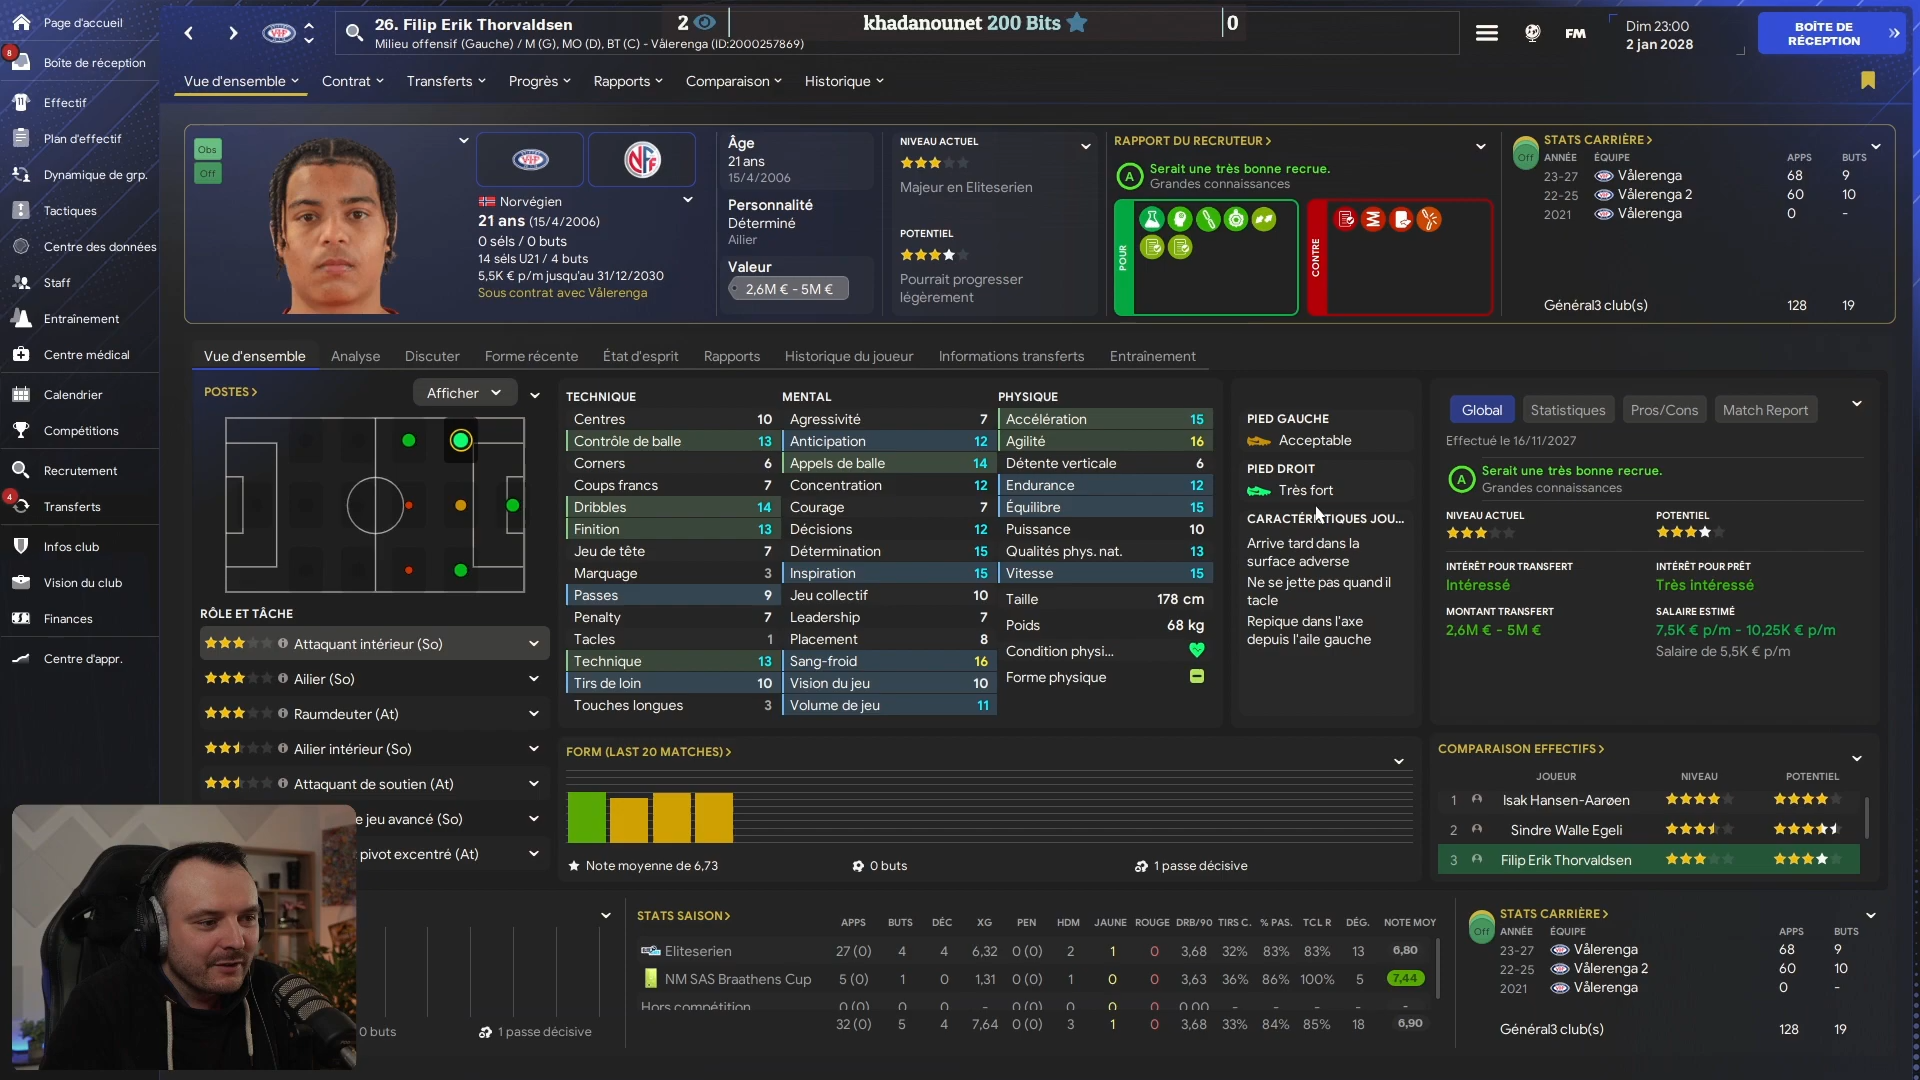 Page d'accueil
8
Boîte de réception
Effectif
Plan d'effectif
Dynamique de grp.
Tactiques
Centre des données
Staff
Entraînement
Centre médical
Calendrier
Compétitions
Recrutement
4
Transferts
Infos club
Vision du club
Finances
Centre d'appr.
26. Filip Erik Thorvaldsen
Milieu offensif (Gauche) / M (G), MO (D), BT (C) - Vålerenga (ID:2000257869)
2
khadanounet 200 Bits
0
FM
Dim 23:00
2 jan 2028
BOÎTE DE RÉCEPTION
Vue d'ensemble Contrat Transferts Progrès Rapports Comparaison Historique
Obs
Off
Norvégien
21 ans (15/4/2006)
0 séls / 0 buts
14 séls U21 / 4 buts
5,5K € p/m jusqu'au 31/12/2030
Sous contrat avec Vålerenga
Âge
21 ans
15/4/2006
Personnalité
Déterminé
Ailier
Valeur
2,6M € - 5M €
NIVEAU ACTUEL
Majeur en Eliteserien
POTENTIEL
Pourrait progresser
légèrement
RAPPORT DU RECRUTEUR >
A
Serait une très bonne recrue.
Grandes connaissances
POUR
CONTRE
Off
STATS CARRIÈRE >
ANNÉE ÉQUIPE APPS BUTS
23-27 Vålerenga 68 9
22-25 Vålerenga 2 60 10
2021 Vålerenga 0 -
Général3 club(s) 128 19
Vue d'ensemble Analyse Discuter Forme récente État d'esprit Rapports Historique du joueur Informations transferts Entraînement
POSTES >
Afficher
RÔLE ET TÂCHE
Attaquant intérieur (So)
Ailier (So)
Raumdeuter (At)
Ailier intérieur (So)
Attaquant de soutien (At)
e jeu avancé (So)
pivot excentré (At)
TECHNIQUE
Centres 10
Contrôle de balle 13
Corners 6
Coups francs 7
Dribbles 14
Finition 13
Jeu de tête 7
Marquage 3
Passes 9
Penalty 7
Tacles 1
Technique 13
Tirs de loin 10
Touches longues 3
MENTAL
Agressivité 7
Anticipation 12
Appels de balle 14
Concentration 12
Courage 7
Décisions 12
Détermination 15
Inspiration 15
Jeu collectif 10
Leadership 7
Placement 8
Sang-froid 16
Vision du jeu 10
Volume de jeu 11
PHYSIQUE
Accélération 15
Agilité 16
Détente verticale 6
Endurance 12
Équilibre 15
Puissance 10
Qualités phys. nat. 13
Vitesse 15
Taille 178 cm
Poids 68 kg
Condition physi...
Forme physique
PIED GAUCHE
Acceptable
PIED DROIT
Très fort
CARACTÉRISTIQUES JOU...
Arrive tard dans la
surface adverse
Ne se jette pas quand il
tacle
Repique dans l'axe
depuis l'aile gauche
Global Statistiques Pros/Cons Match Report
Effectué le 16/11/2027
A
Serait une très bonne recrue.
Grandes connaissances
NIVEAU ACTUEL POTENTIEL
INTÉRÊT POUR TRANSFERT INTÉRÊT POUR PRÊT
Intéressé Très intéressé
MONTANT TRANSFERT SALAIRE ESTIMÉ
2,6M € - 5M € 7,5K € p/m - 10,25K € p/m
Salaire de 5,5K € p/m
FORM (LAST 20 MATCHES) >
Note moyenne de 6,73 0 buts 1 passe décisive
COMPARAISON EFFECTIFS >
JOUEUR NIVEAU POTENTIEL
1 Isak Hansen-Aarøen
2 Sindre Walle Egeli
3 Filip Erik Thorvaldsen
0 buts 1 passe décisive
STATS SAISON > APPS BUTS DÉC XG PEN HDM JAUNE ROUGE DRB/90 TIRS C. % PAS. TCL R DÉG. NOTE MOY
Eliteserien 27 (0) 4 4 6,32 0 (0) 2 1 0 3,68 32% 83% 83% 13 6,80
NM SAS Braathens Cup 5 (0) 1 0 1,31 0 (0) 1 0 0 3,63 36% 86% 100% 5 7,44
Hors compétition 0 (0) 0 0 - 0 (0) 0 0 0 0,00 - - - - -
32 (0) 5 4 7,64 0 (0) 3 1 0 3,68 33% 84% 85% 18 6,90
Off
STATS CARRIÈRE >
ANNÉE ÉQUIPE APPS BUTS
23-27 Vålerenga 68 9
22-25 Vålerenga 2 60 10
2021 Vålerenga 0 -
Général3 club(s) 128 19